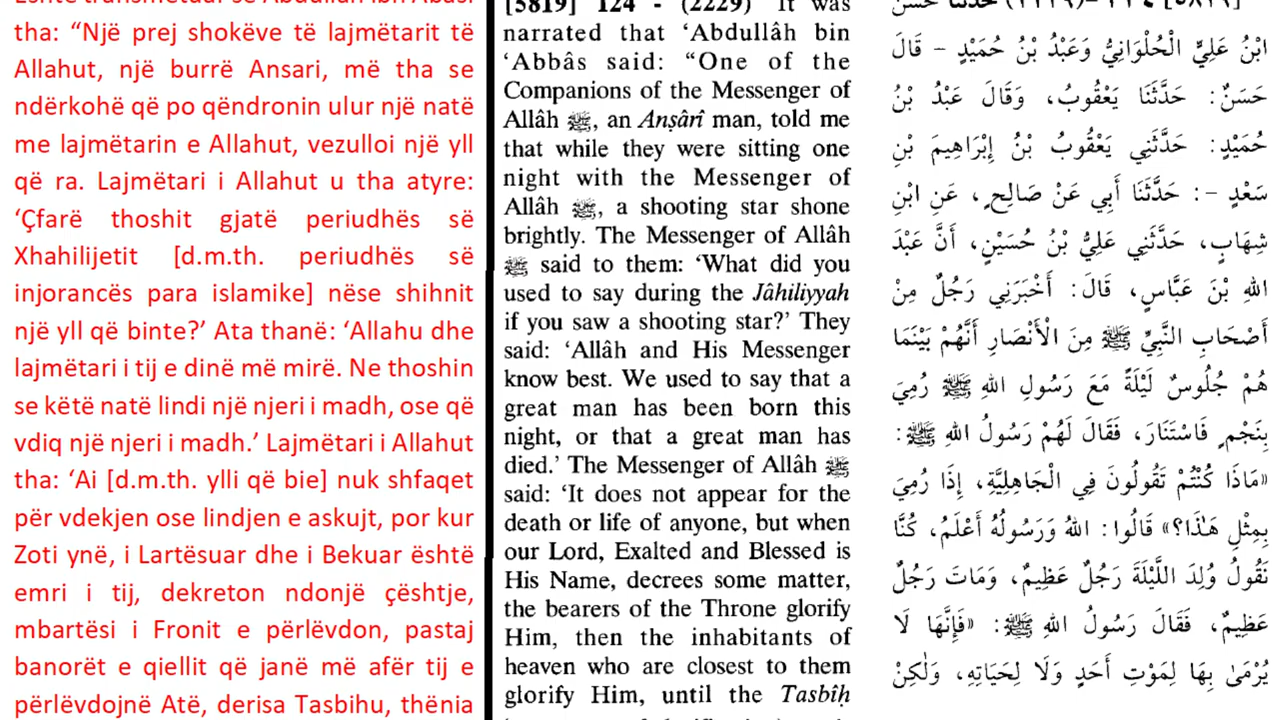 tha: “Një prej shokëve të lajmëtarit të
Allahut, një burrë Ansari, më tha se
ndërkohë që po qëndronin ulur një natë
me lajmëtarin e Allahut, vezulloi një yll
që ra. Lajmëtari i Allahut u tha atyre:
‘Çfarë thoshit gjatë periudhës së
Xhahilijetit [d.m.th. periudhës së
injorancës para islamike] nëse shihnit
një yll që binte?’ Ata thanë: ‘Allahu dhe
lajmëtari i tij e dinë më mirë. Ne thoshin
se këtë natë lindi një njeri i madh, ose që
vdiq një njeri i madh.’ Lajmëtari i Allahut
tha: ‘Ai [d.m.th. ylli që bie] nuk shfaqet
për vdekjen ose lindjen e askujt, por kur
Zoti ynë, i Lartësuar dhe i Bekuar është
emri i tij, dekreton ndonjë çështje,
mbartësi i Fronit e përlëvdon, pastaj
banorët e qiellit që janë më afër tij e
përlëvdojnë Atë, derisa Tasbihu, thënia
[5819] 124 - (2229) It was
narrated that ‘Abdullâh bin
‘Abbâs said: “One of the
Companions of the Messenger of
Allâh ﷺ, an Anṣârî man, told me
that while they were sitting one
night with the Messenger of
Allâh ﷺ, a shooting star shone
brightly. The Messenger of Allâh
ﷺ said to them: ‘What did you
used to say during the Jâhiliyyah
if you saw a shooting star?’ They
said: ‘Allâh and His Messenger
know best. We used to say that a
great man has been born this
night, or that a great man has
died.’ The Messenger of Allâh ﷺ
said: ‘It does not appear for the
death or life of anyone, but when
our Lord, Exalted and Blessed is
His Name, decrees some matter,
the bearers of the Throne glorify
Him, then the inhabitants of
heaven who are closest to them
glorify Him, until the Tasbîḥ
[٥٨١٩] ١٢٤-(٢٢٢٩) حَدَّثَنَا حَسَنُ
ابْنُ عَلِيٍّ الْحُلْوَانِيُّ وَعَبْدُ بْنُ حُمَيْدٍ - قَالَ
حَسَنٌ: حَدَّثَنَا يَعْقُوبُ، وَقَالَ عَبْدُ بْنُ
حُمَيْدٍ: حَدَّثَنِي يَعْقُوبُ بْنُ إِبْرَاهِيمَ بْنِ
سَعْدٍ -: حَدَّثَنَا أَبِي عَنْ صَالِحٍ، عَنِ ابْنِ
شِهَابٍ، حَدَّثَنِي عَلِيُّ بْنُ حُسَيْنٍ، أَنَّ عَبْدَ
اللهِ بْنَ عَبَّاسٍ، قَالَ: أَخْبَرَنِي رَجُلٌ مِنْ
أَصْحَابِ النَّبِيِّ ﷺ مِنَ الْأَنْصَارِ أَنَّهُمْ بَيْنَمَا
هُمْ جُلُوسٌ لَيْلَةً مَعَ رَسُولِ اللهِ ﷺ رُمِيَ
بِنَجْمٍ فَاسْتَنَارَ، فَقَالَ لَهُمْ رَسُولُ اللهِ ﷺ:
«مَاذَا كُنْتُمْ تَقُولُونَ فِي الْجَاهِلِيَّةِ، إِذَا رُمِيَ
بِمِثْلِ هَٰذَا؟» قَالُوا: اللهُ وَرَسُولُهُ أَعْلَمُ، كُنَّا
نَقُولُ وُلِدَ اللَّيْلَةَ رَجُلٌ عَظِيمٌ، وَمَاتَ رَجُلٌ
عَظِيمٌ، فَقَالَ رَسُولُ اللهِ ﷺ: «فَإِنَّهَا لَا
يُرْمَىٰ بِهَا لِمَوْتِ أَحَدٍ وَلَا لِحَيَاتِهِ، وَلَٰكِنْ